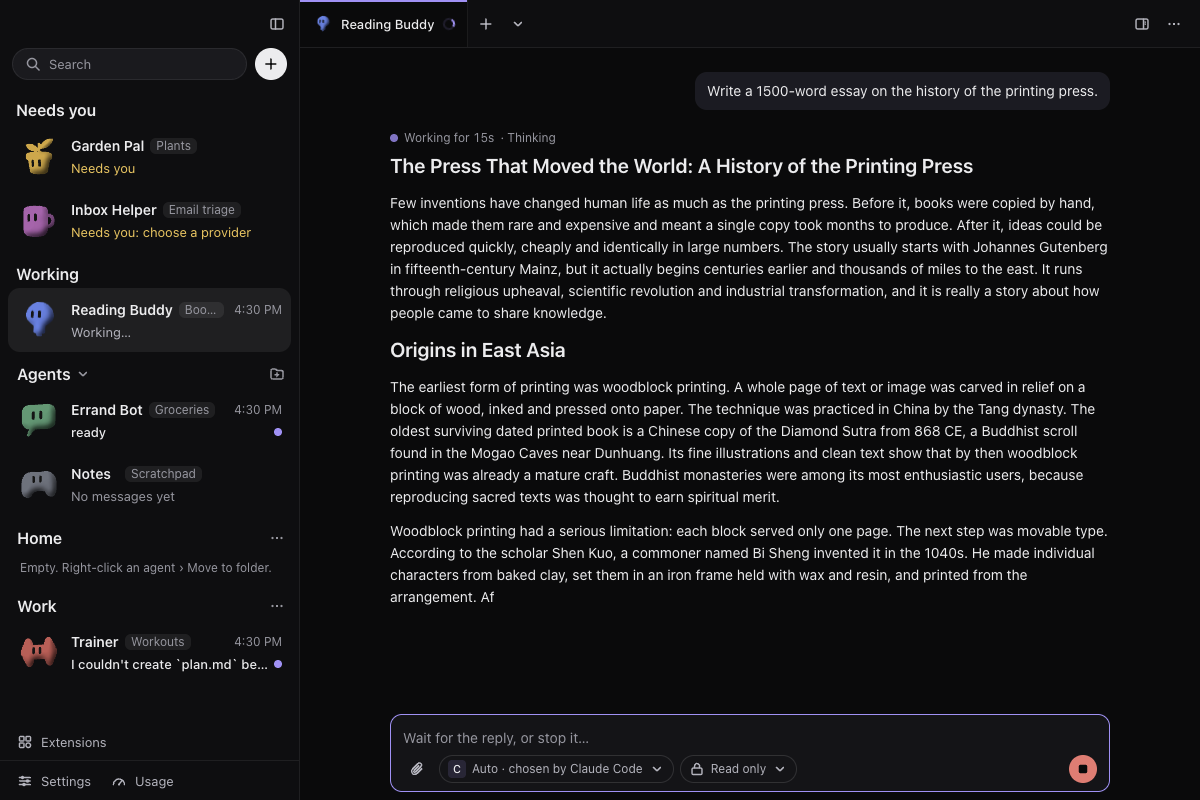 Search
Needs you
Garden Pal Plants
Needs you
Inbox Helper Email triage
Needs you: choose a provider
Working
Reading Buddy Boo... 4:30 PM
Working...
Agents
Errand Bot Groceries 4:30 PM
ready
Notes Scratchpad
No messages yet
Home
Empty. Right-click an agent › Move to folder.
Work
Trainer Workouts 4:30 PM
I couldn't create `plan.md` be...
Extensions
Settings Usage
Reading Buddy
Write a 1500-word essay on the history of the printing press.
Working for 15s · Thinking
The Press That Moved the World: A History of the Printing Press
Few inventions have changed human life as much as the printing press. Before it, books were copied by hand,
which made them rare and expensive and meant a single copy took months to produce. After it, ideas could be
reproduced quickly, cheaply and identically in large numbers. The story usually starts with Johannes Gutenberg
in fifteenth-century Mainz, but it actually begins centuries earlier and thousands of miles to the east. It runs
through religious upheaval, scientific revolution and industrial transformation, and it is really a story about how
people came to share knowledge.
Origins in East Asia
The earliest form of printing was woodblock printing. A whole page of text or image was carved in relief on a
block of wood, inked and pressed onto paper. The technique was practiced in China by the Tang dynasty. The
oldest surviving dated printed book is a Chinese copy of the Diamond Sutra from 868 CE, a Buddhist scroll
found in the Mogao Caves near Dunhuang. Its fine illustrations and clean text show that by then woodblock
printing was already a mature craft. Buddhist monasteries were among its most enthusiastic users, because
reproducing sacred texts was thought to earn spiritual merit.
Woodblock printing had a serious limitation: each block served only one page. The next step was movable type.
According to the scholar Shen Kuo, a commoner named Bi Sheng invented it in the 1040s. He made individual
characters from baked clay, set them in an iron frame held with wax and resin, and printed from the
arrangement. Af
Wait for the reply, or stop it...
C Auto · chosen by Claude Code Read only